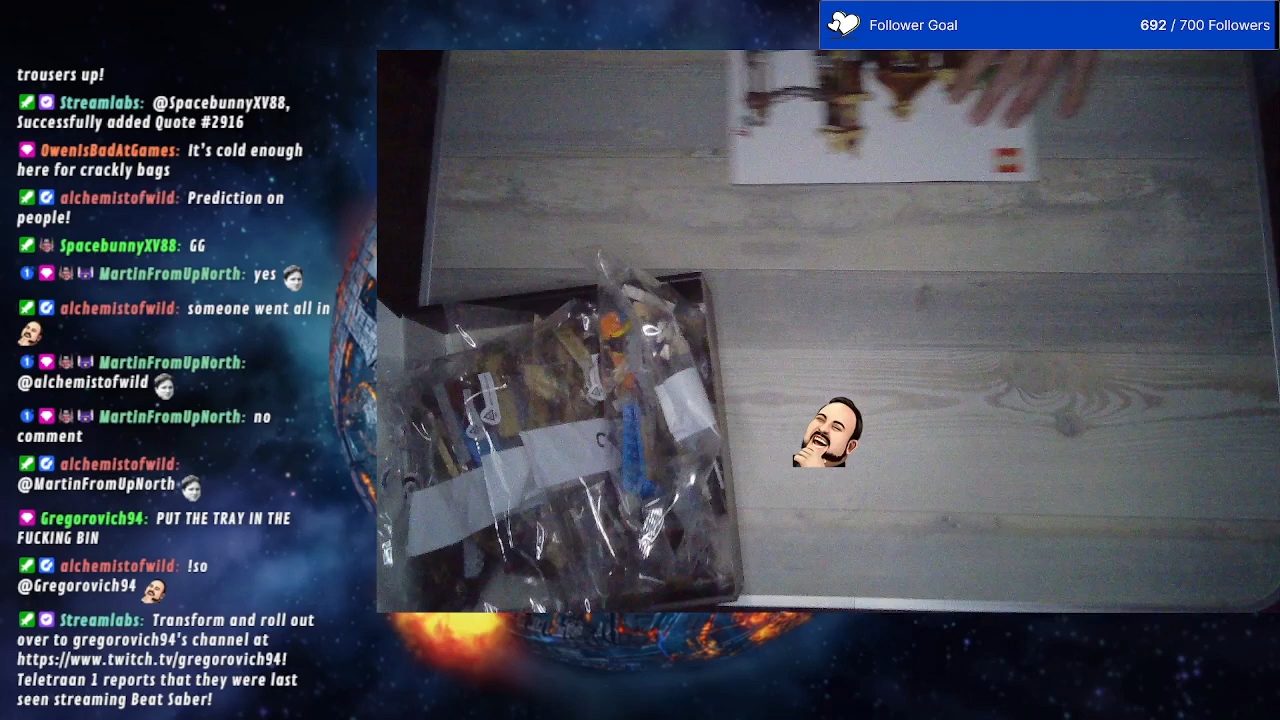 Follower Goal
692 / 700 Followers
trousers up!
Streamlabs: @SpacebunnyXV88,
Successfully added Quote #2916
OwenIsBadAtGames: It's cold enough
here for crackly bags
alchemistofwild: Prediction on
people!
SpacebunnyXV88: GG
MartinFromUpNorth: yes
alchemistofwild: someone went all in
MartinFromUpNorth:
@alchemistofwild
MartinFromUpNorth: no
comment
alchemistofwild:
@MartinFromUpNorth
Gregorovich94: PUT THE TRAY IN THE
FUCKING BIN
alchemistofwild: !so
@Gregorovich94
Streamlabs: Transform and roll out
over to gregorovich94's channel at
https://www.twitch.tv/gregorovich94!
Teletraan 1 reports that they were last
seen streaming Beat Saber!